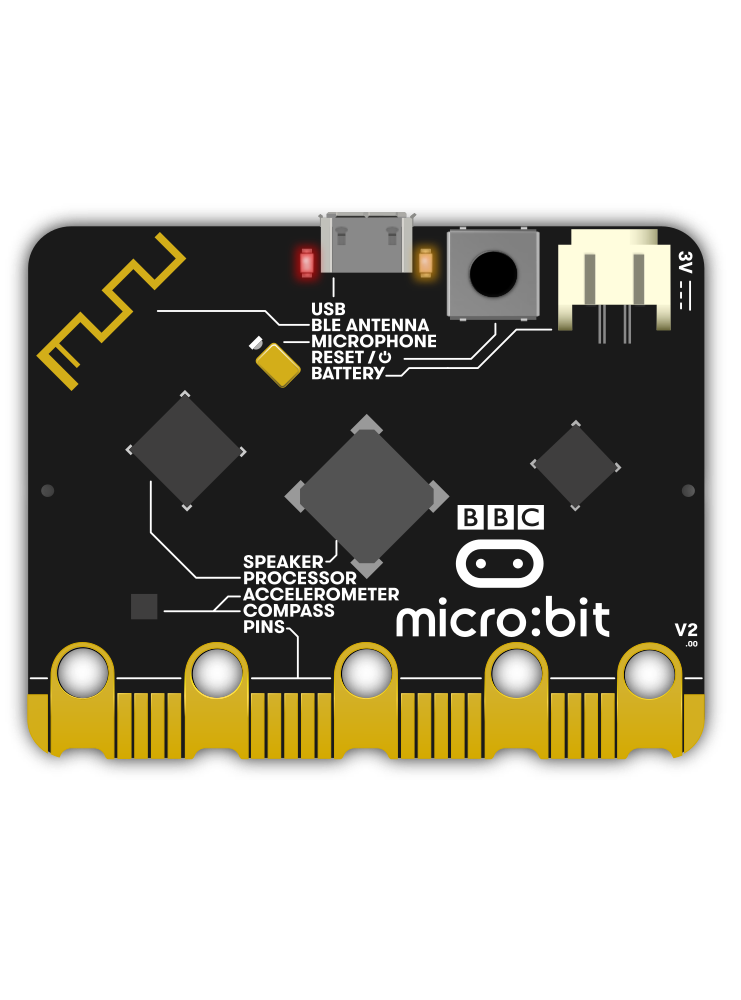 3V
USB
BLE ANTENNA
MICROPHONE
RESET / ⏻
BATTERY
BBC
SPEAKER
PROCESSOR
ACCELEROMETER
COMPASS
PINS
micro:bit
V2
.00